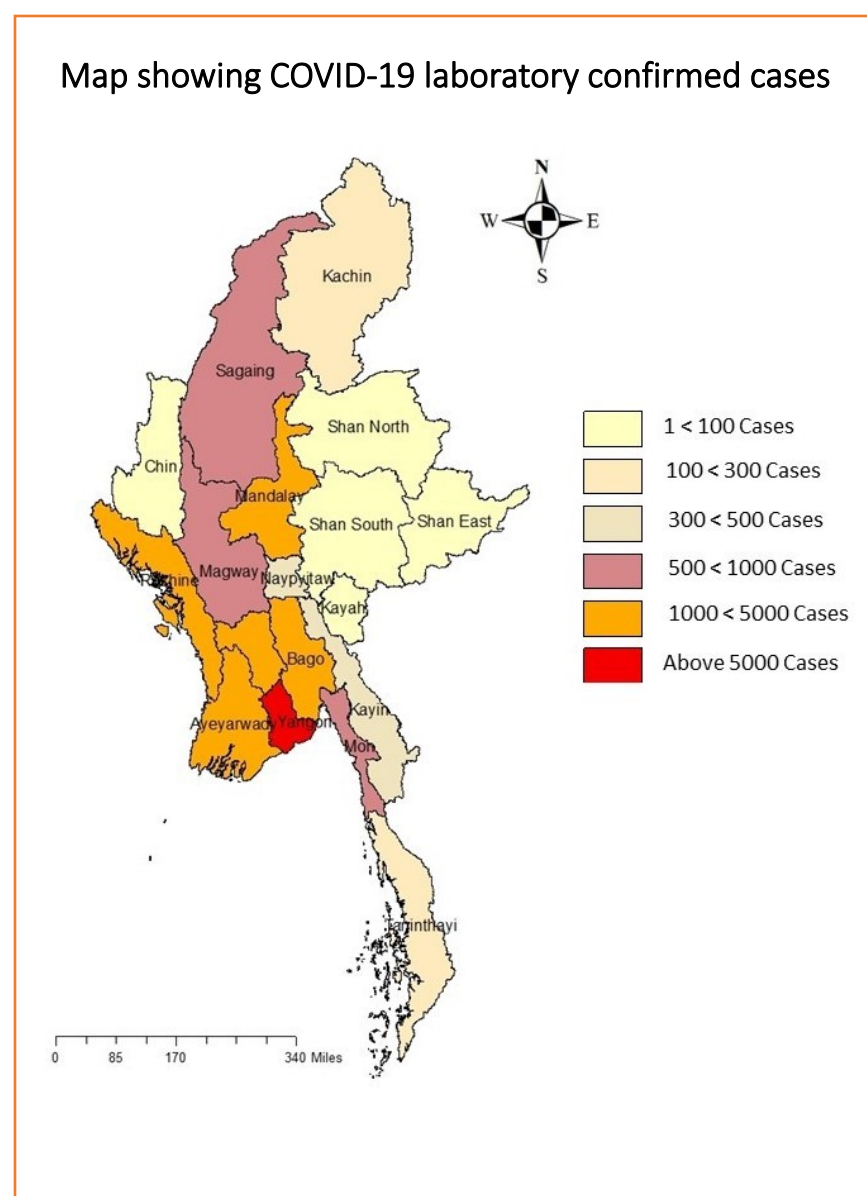 Map showing COVID-19 laboratory confirmed cases
N
W E
S
Kachin
Sagaing
Shan North
Chin
Mandalay
Shan South
Shan East
Rakhine
Magway
Naypyitaw
Kayah
Bago
Kayin
Ayeyarwady
Yangon
Mon
Taninthayi
1 < 100 Cases
100 < 300 Cases
300 < 500 Cases
500 < 1000 Cases
1000 < 5000 Cases
Above 5000 Cases
0 85 170 340 Miles